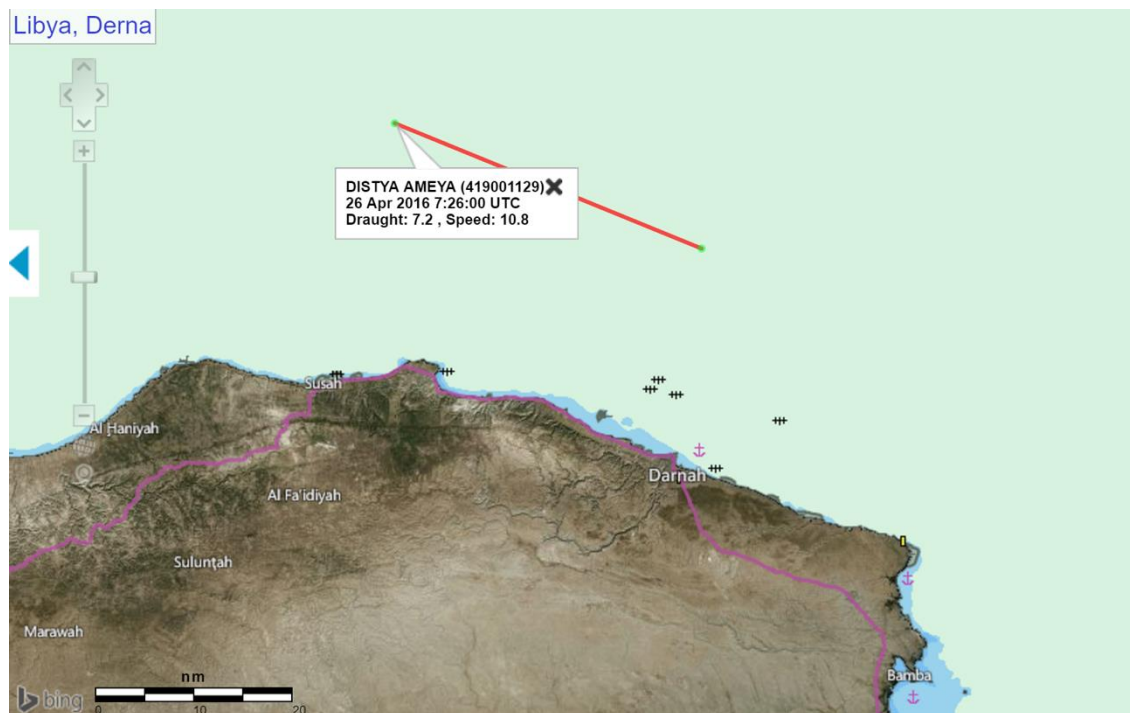 Libya, Derna
DISTYA AMEYA (419001129)
26 Apr 2016 7:26:00 UTC
Draught: 7.2 , Speed: 10.8
Susah
Al Ḩaniyah
Darnah
Al Fa'idiyah
Sulunṭah
Marawah
Bamba
nm
0 10 20
bing